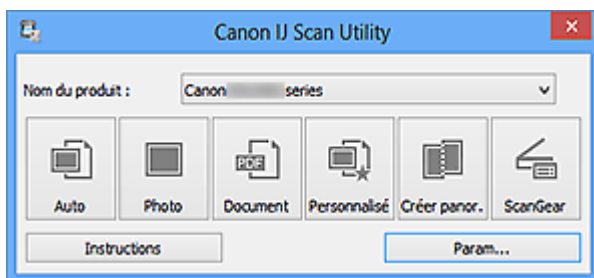 Canon IJ Scan Utility
Nom du produit : Canon series
PDF
Auto Photo Document Personnalisé Créer panor. ScanGear
Instructions Param...